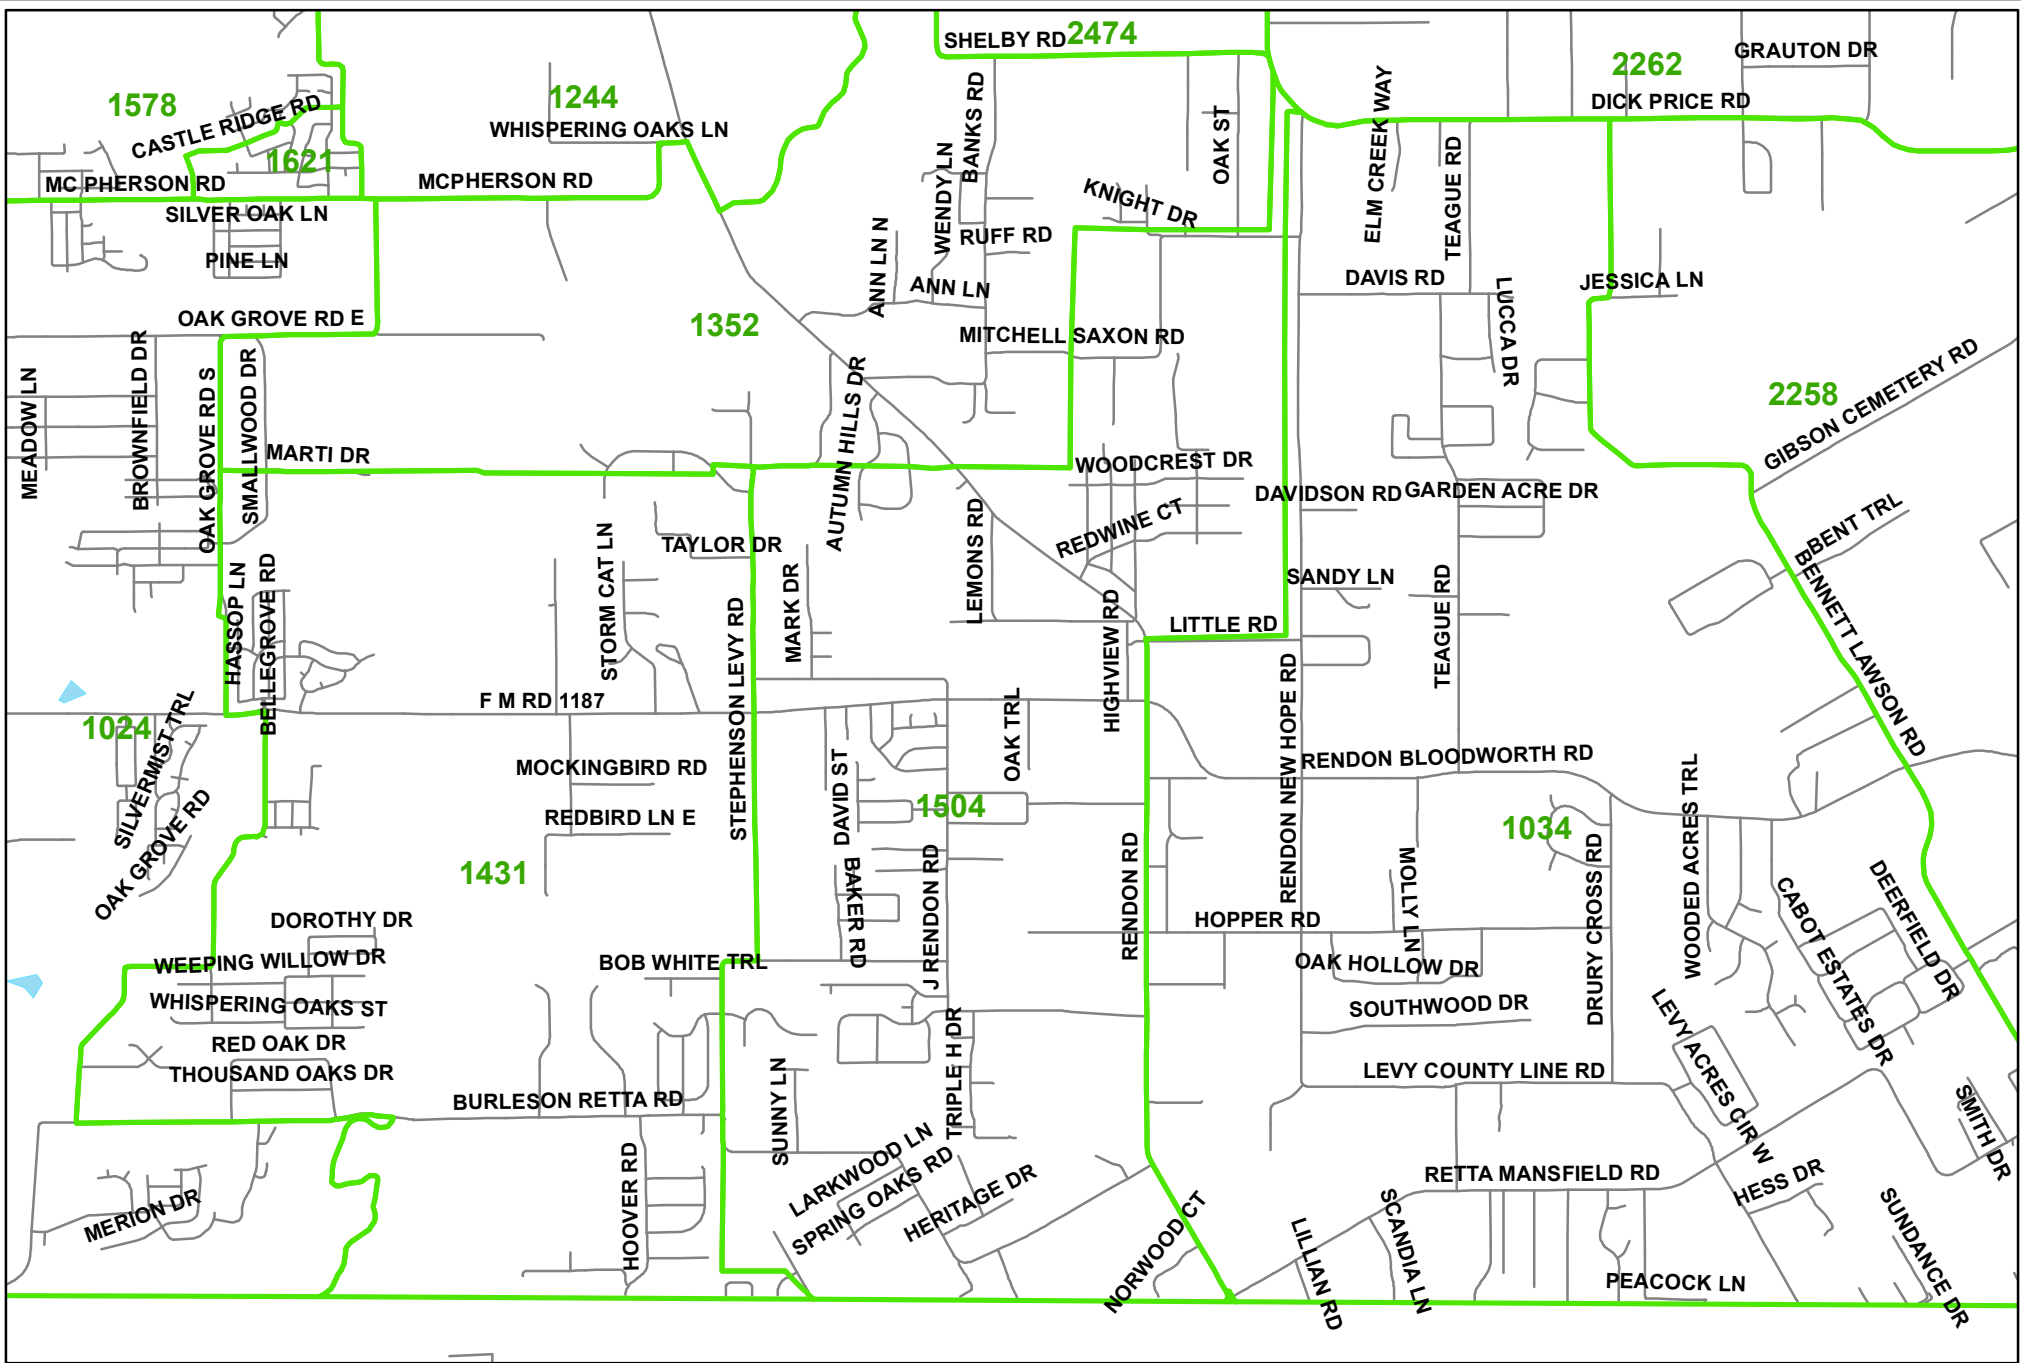 SHELBY RD
2474
GRAUTON DR
2262
1578
1244
DICK PRICE RD
CASTLE RIDGE RD
WHISPERING OAKS LN
BANKS RD
OAK ST
ELM CREEK WAY
1621
MC PHERSON RD
MCPHERSON RD
WENDY LN
TEAGUE RD
KNIGHT DR
SILVER OAK LN
RUFF RD
PINE LN
ANN LN N
ANN LN
DAVIS RD
JESSICA LN
OAK GROVE RD E
1352
MITCHELL SAXON RD
LUCCA DR
2258
GIBSON CEMETERY RD
MEADOW LN
BROWNFIELD DR
OAK GROVE RD S
SMALLWOOD DR
MARTI DR
AUTUMN HILLS DR
WOODCREST DR
DAVIDSON RD
GARDEN ACRE DR
REDWINE CT
BENT TRL
TAYLOR DR
STORM CAT LN
LEMONS RD
MARK DR
SANDY LN
HASSOP LN
BELLEGROVE RD
STEPHENSON LEVY RD
HIGHVIEW RD
LITTLE RD
TEAGUE RD
BENNETT LAWSON RD
F M RD 1187
1024
SILVERMIST TRL
OAK TRL
RENDON NEW HOPE RD
RENDON BLOODWORTH RD
MOCKINGBIRD RD
DAVID ST
WOODED ACRES TRL
REDBIRD LN E
1504
1034
OAK GROVE RD
1431
BAKER RD
J RENDON RD
RENDON RD
MOLLY LN
DRURY CROSS RD
CABOT ESTATES DR
DEERFIELD DR
DOROTHY DR
HOPPER RD
WEEPING WILLOW DR
BOB WHITE TRL
OAK HOLLOW DR
WHISPERING OAKS ST
SOUTHWOOD DR
RED OAK DR
TRIPLE H DR
LEVY ACRES CIR W
THOUSAND OAKS DR
LEVY COUNTY LINE RD
BURLESON RETTA RD
SUNNY LN
SMITH DR
LARKWOOD LN
RETTA MANSFIELD RD
HESS DR
HOOVER RD
SPRING OAKS RD
HERITAGE DR
MERION DR
NORWOOD CT
LILLIAN RD
SCANDIA LN
SUNDANCE DR
PEACOCK LN